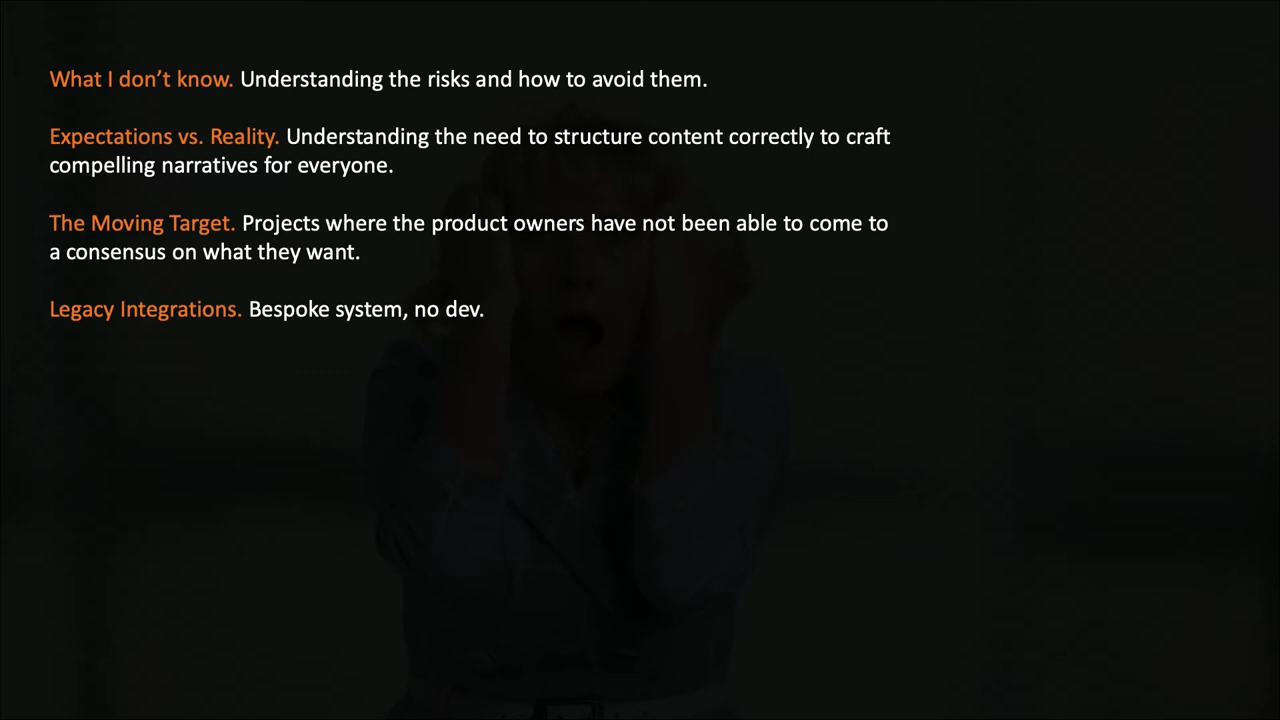 What I don’t know. Understanding the risks and how to avoid them.
Expectations vs. Reality. Understanding the need to structure content correctly to craft
compelling narratives for everyone.
The Moving Target. Projects where the product owners have not been able to come to
a consensus on what they want.
Legacy Integrations. Bespoke system, no dev.